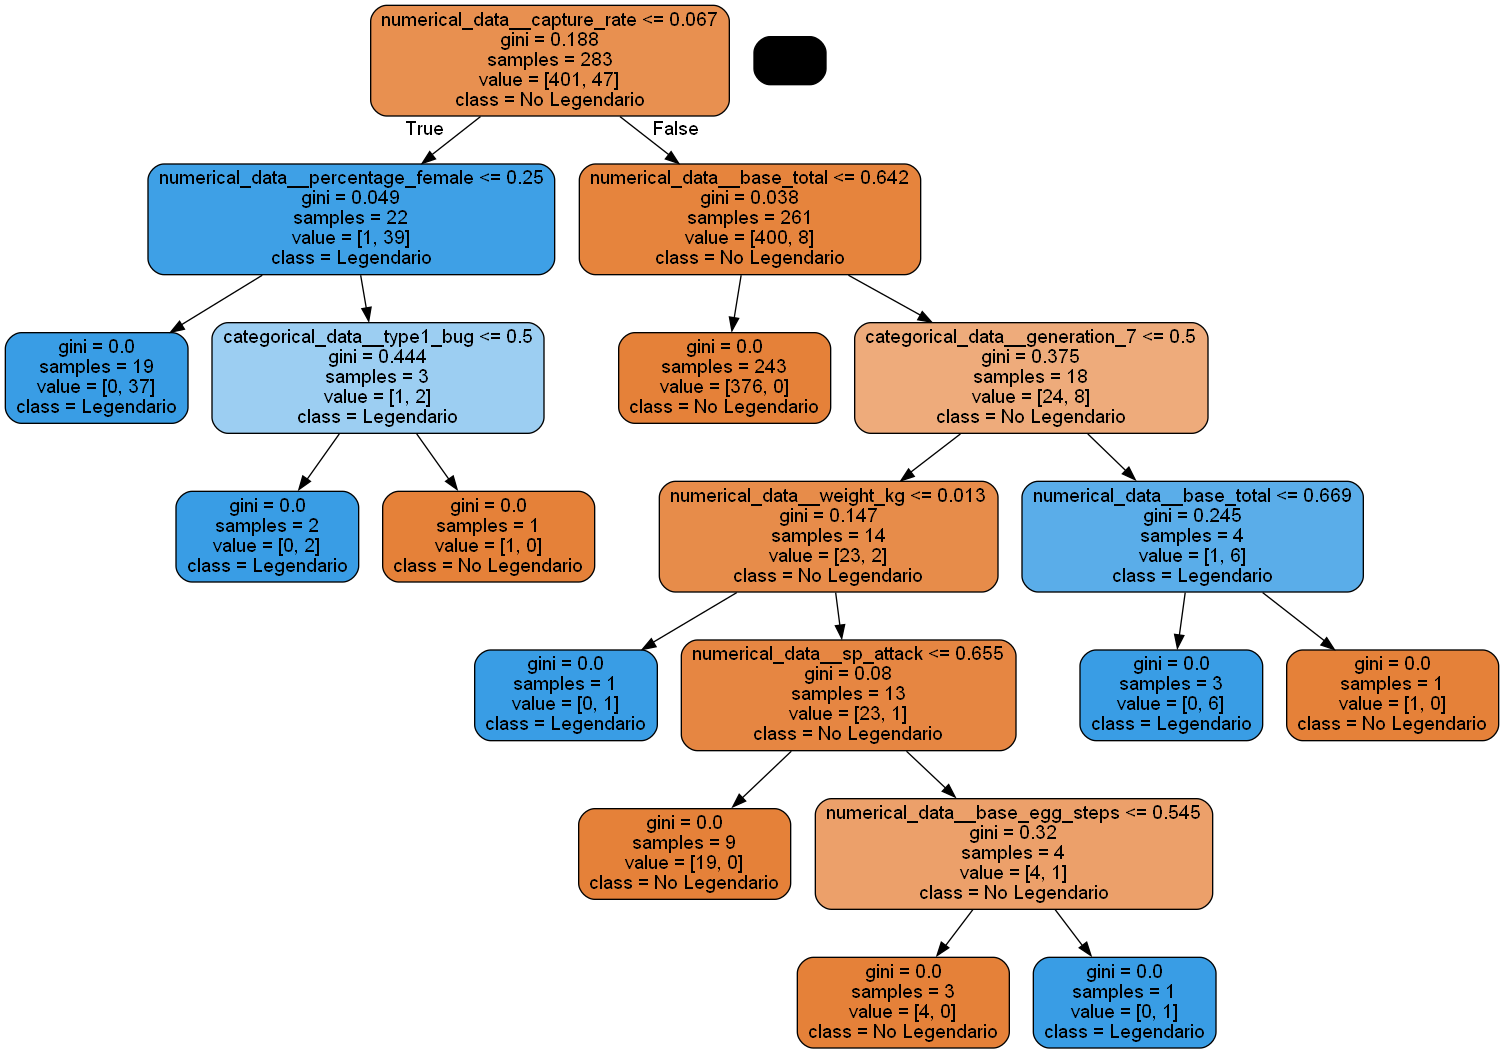 numerical_data__capture_rate <= 0.067
gini = 0.188
samples = 283
value = [401, 47]
class = No Legendario
True
False
numerical_data__percentage_female <= 0.25
gini = 0.049
samples = 22
value = [1, 39]
class = Legendario
numerical_data__base_total <= 0.642
gini = 0.038
samples = 261
value = [400, 8]
class = No Legendario
gini = 0.0
samples = 19
value = [0, 37]
class = Legendario
categorical_data__type1_bug <= 0.5
gini = 0.444
samples = 3
value = [1, 2]
class = Legendario
gini = 0.0
samples = 243
value = [376, 0]
class = No Legendario
categorical_data__generation_7 <= 0.5
gini = 0.375
samples = 18
value = [24, 8]
class = No Legendario
gini = 0.0
samples = 2
value = [0, 2]
class = Legendario
gini = 0.0
samples = 1
value = [1, 0]
class = No Legendario
numerical_data__weight_kg <= 0.013
gini = 0.147
samples = 14
value = [23, 2]
class = No Legendario
numerical_data__base_total <= 0.669
gini = 0.245
samples = 4
value = [1, 6]
class = Legendario
gini = 0.0
samples = 1
value = [0, 1]
class = Legendario
numerical_data__sp_attack <= 0.655
gini = 0.08
samples = 13
value = [23, 1]
class = No Legendario
gini = 0.0
samples = 3
value = [0, 6]
class = Legendario
gini = 0.0
samples = 1
value = [1, 0]
class = No Legendario
gini = 0.0
samples = 9
value = [19, 0]
class = No Legendario
numerical_data__base_egg_steps <= 0.545
gini = 0.32
samples = 4
value = [4, 1]
class = No Legendario
gini = 0.0
samples = 3
value = [4, 0]
class = No Legendario
gini = 0.0
samples = 1
value = [0, 1]
class = Legendario